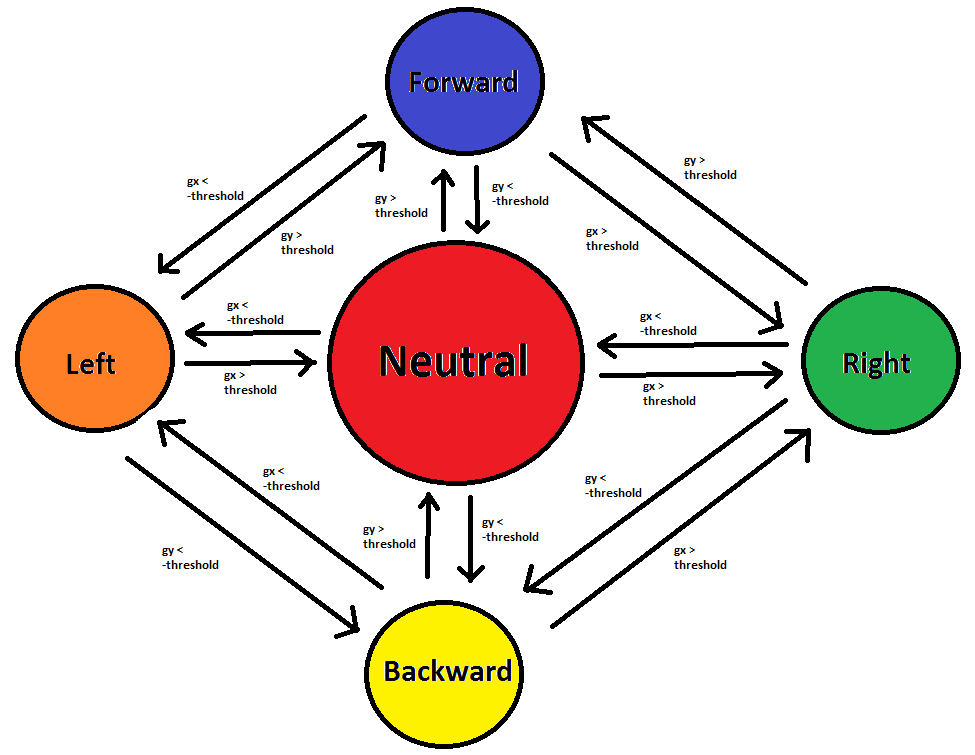 Forward
gy >
threshold
gx <
-threshold
gy >
threshold
gy <
-threshold
gy >
threshold
gx >
threshold
gx <
-threshold
gx <
-threshold
Left
Neutral
Right
gx >
threshold
gx >
threshold
gx <
-threshold
gy <
-threshold
gy >
threshold
gy <
-threshold
gy <
-threshold
gx >
threshold
Backward